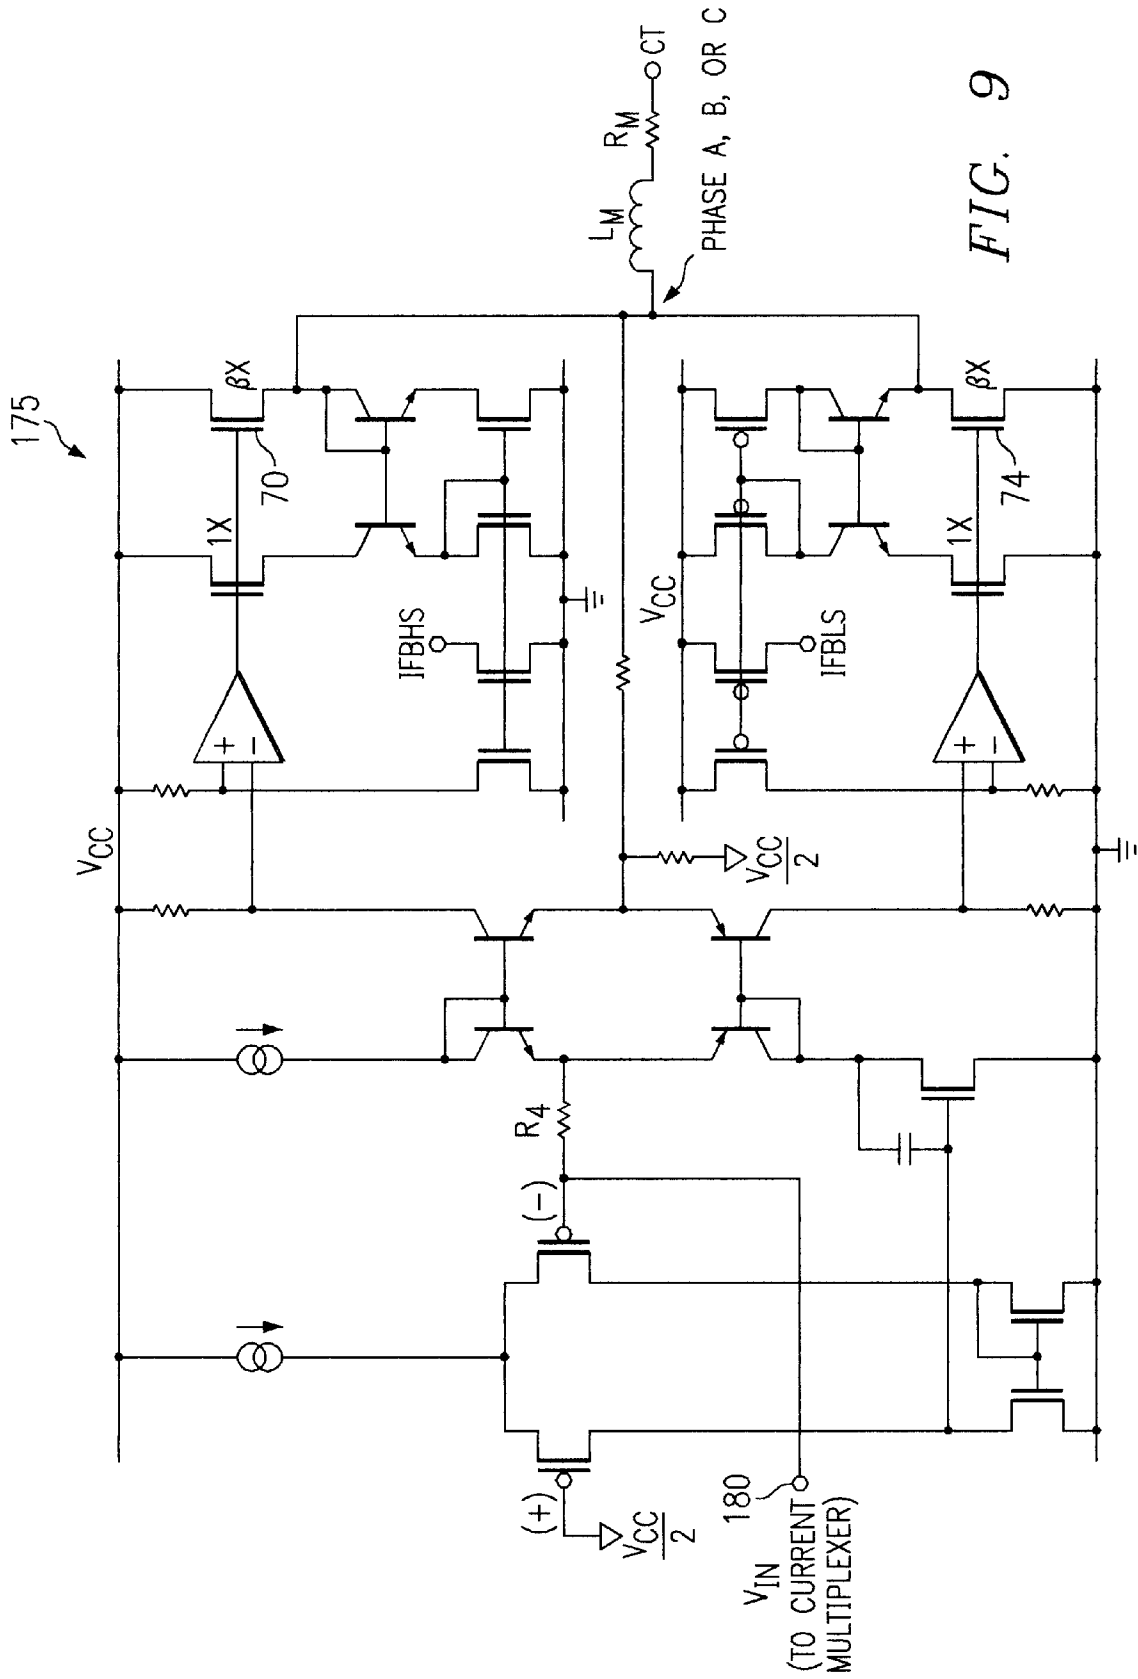 175
V_CC
1X
βX
70
IFBHS
L_M
R_M
CT
PHASE A, B, OR C
V_CC
IFBLS
1X
βX
74
+
−
+
−
V_CC/2
R_4
(−)
(+)
V_CC/2
180
V_IN
(TO CURRENT
MULTIPLEXER)
FIG. 9